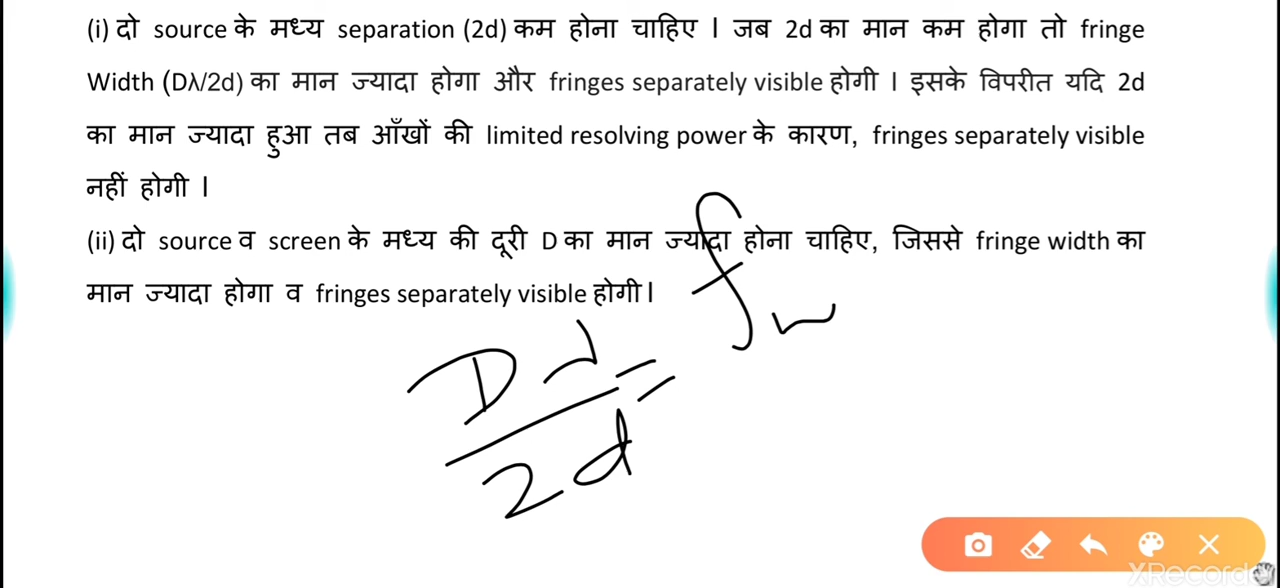 (i) दो source के मध्य separation (2d) कम होना चाहिए । जब 2d का मान कम होगा तो fringe
Width (Dλ/2d) का मान ज्यादा होगा और fringes separately visible होगी । इसके विपरीत यदि 2d
का मान ज्यादा हुआ तब आँखों की limited resolving power के कारण, fringes separately visible
नहीं होगी ।
(ii) दो source व screen के मध्य की दूरी D का मान ज्यादा होना चाहिए, जिससे fringe width का
मान ज्यादा होगा व fringes separately visible होगी।
Dλ/2d = fw
XRecorder